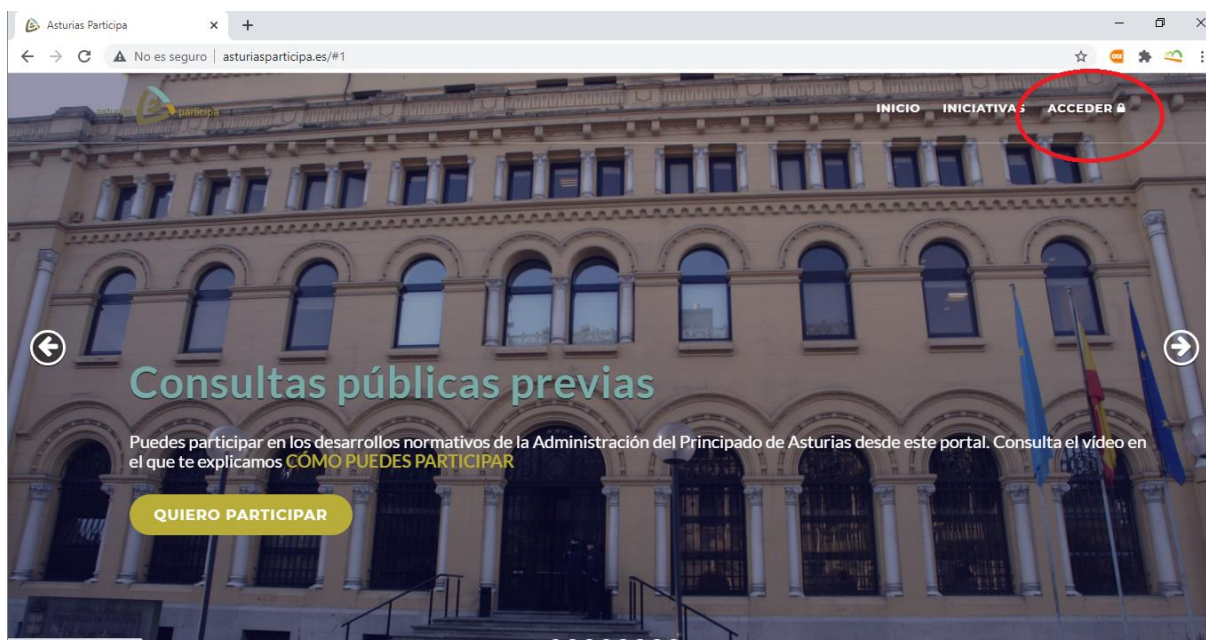 Asturias Participa
No es seguro | asturiasparticipa.es/#1
asturias e participa
INICIO INICIATIVAS ACCEDER
Consultas públicas previas
Puedes participar en los desarrollos normativos de la Administración del Principado de Asturias desde este portal. Consulta el vídeo en
el que te explicamos CÓMO PUEDES PARTICIPAR
QUIERO PARTICIPAR